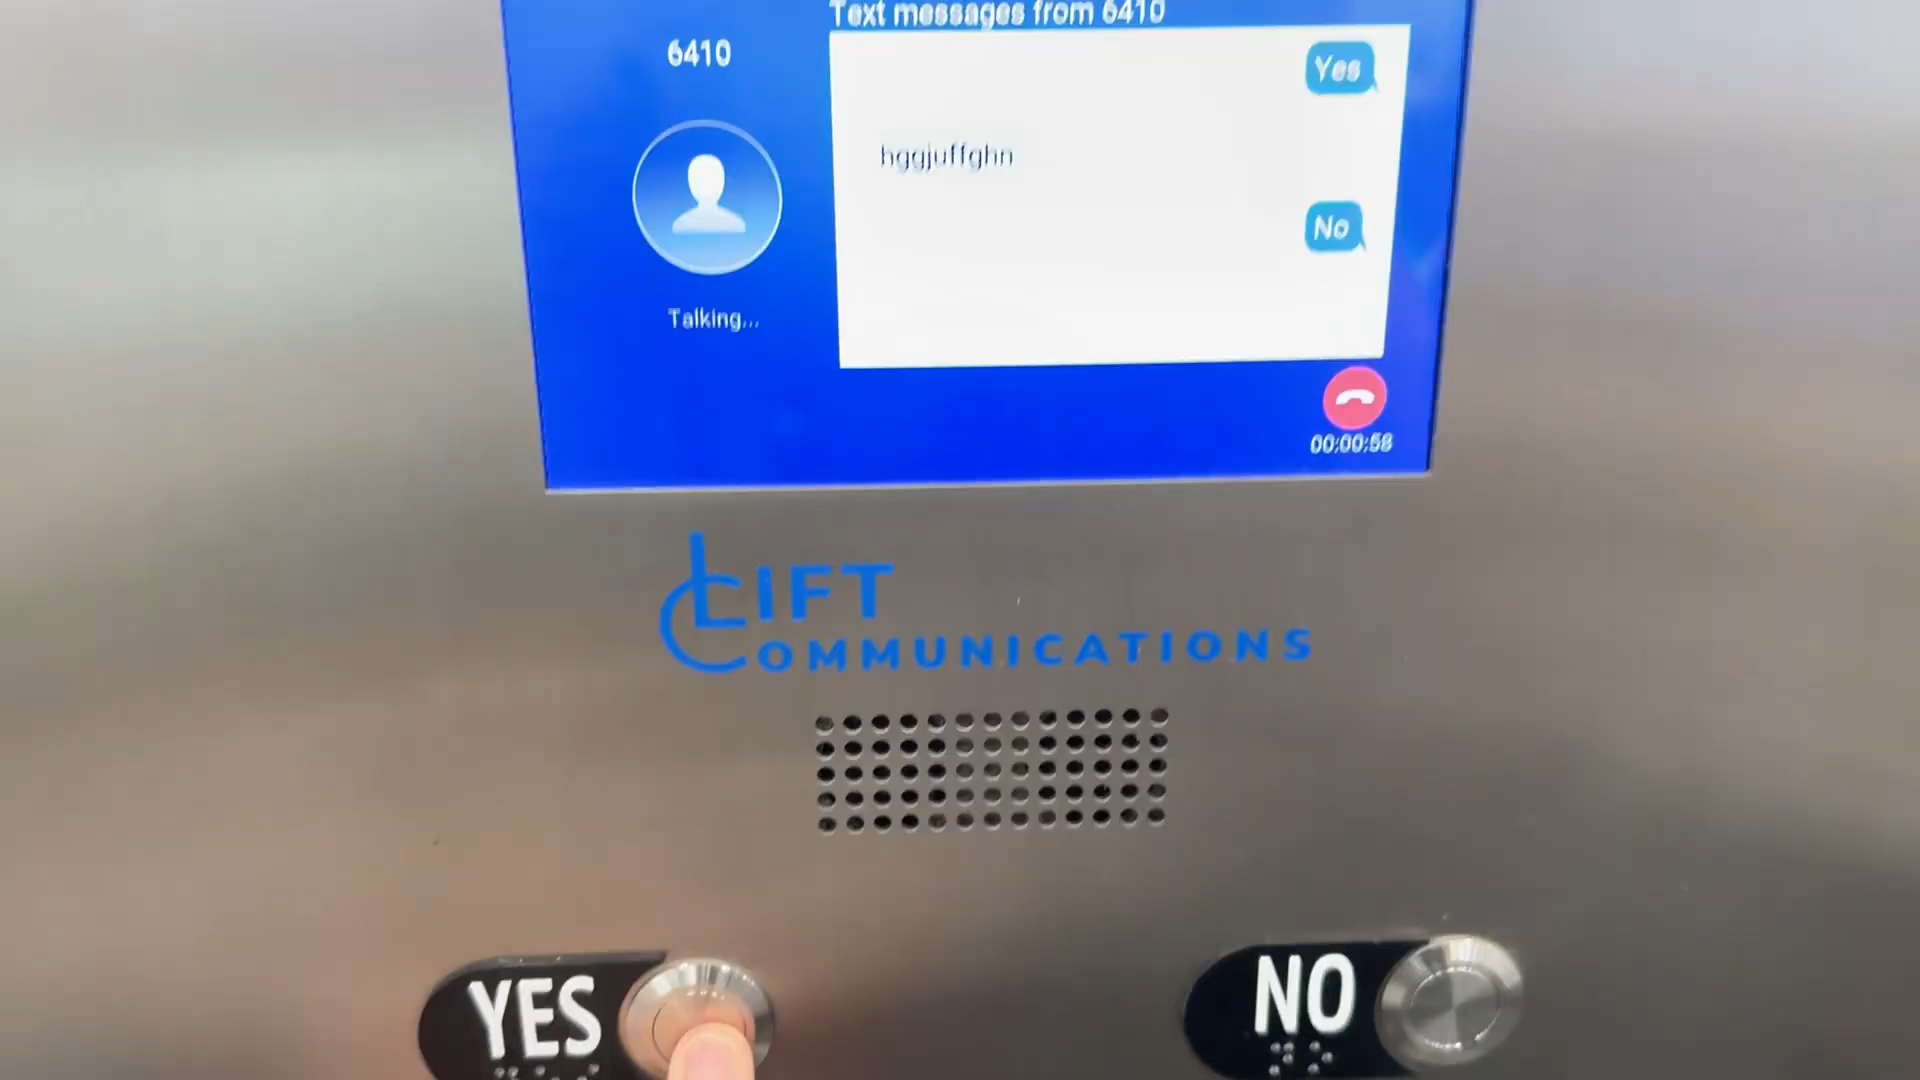 Text messages from 6410
6410
Yes
hggjuffghn
No
Talking...
00:00:58
LIFT
COMMUNICATIONS
YES
NO